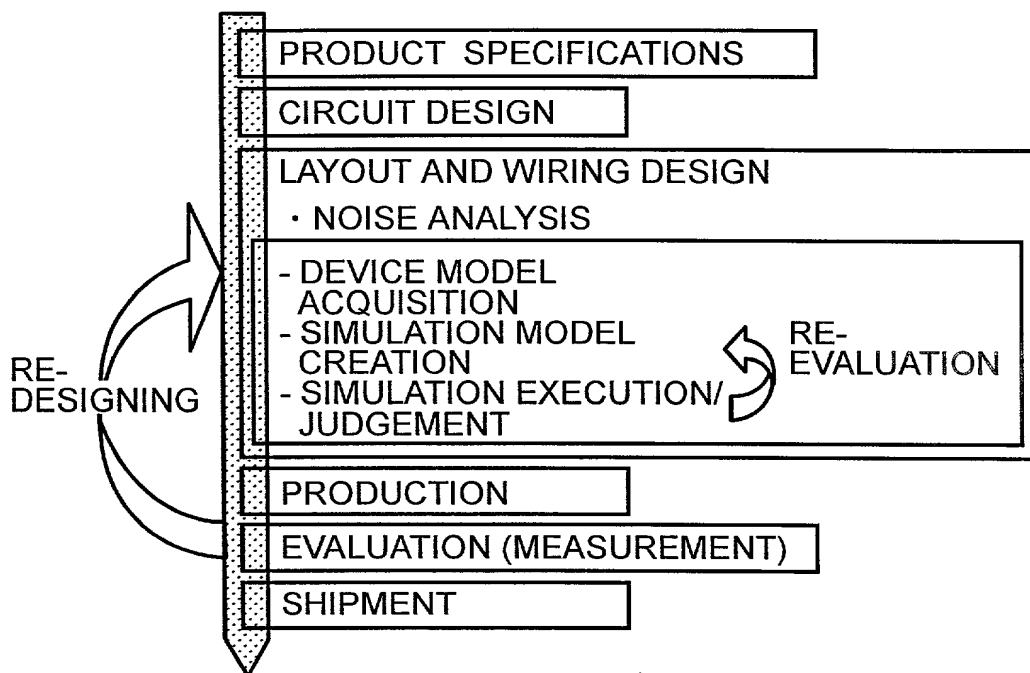 PRODUCT SPECIFICATIONS
CIRCUIT DESIGN
LAYOUT AND WIRING DESIGN
・NOISE ANALYSIS
- DEVICE MODEL
ACQUISITION
- SIMULATION MODEL
CREATION
- SIMULATION EXECUTION/
JUDGEMENT
RE-
EVALUATION
RE-
DESIGNING
PRODUCTION
EVALUATION (MEASUREMENT)
SHIPMENT